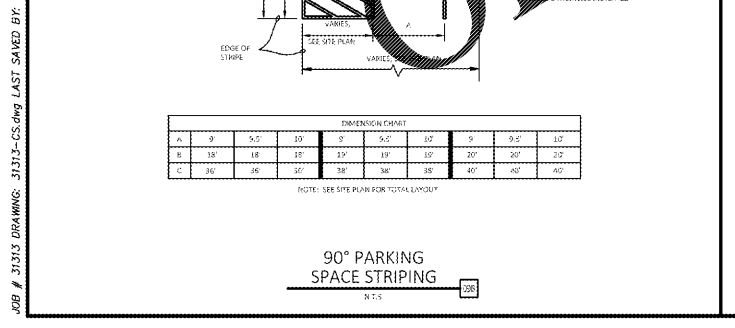 VARIES,
SEE SITE PLAN
A
EDGE OF
STRIPE
VARIES,
DIMENSION CHART
A 9' 9.5' 10' 9' 9.5' 10' 9' 9.5' 10'
B 18' 18' 18' 19' 19' 19' 20' 20' 20'
C 36' 36' 36' 38' 38' 38' 40' 40' 40'
NOTE: SEE SITE PLAN FOR TOTAL LAYOUT
90° PARKING
SPACE STRIPING
N.T.S
JOB # 31313 DRAWING: 31313-CS.dwg LAST SAVED BY: